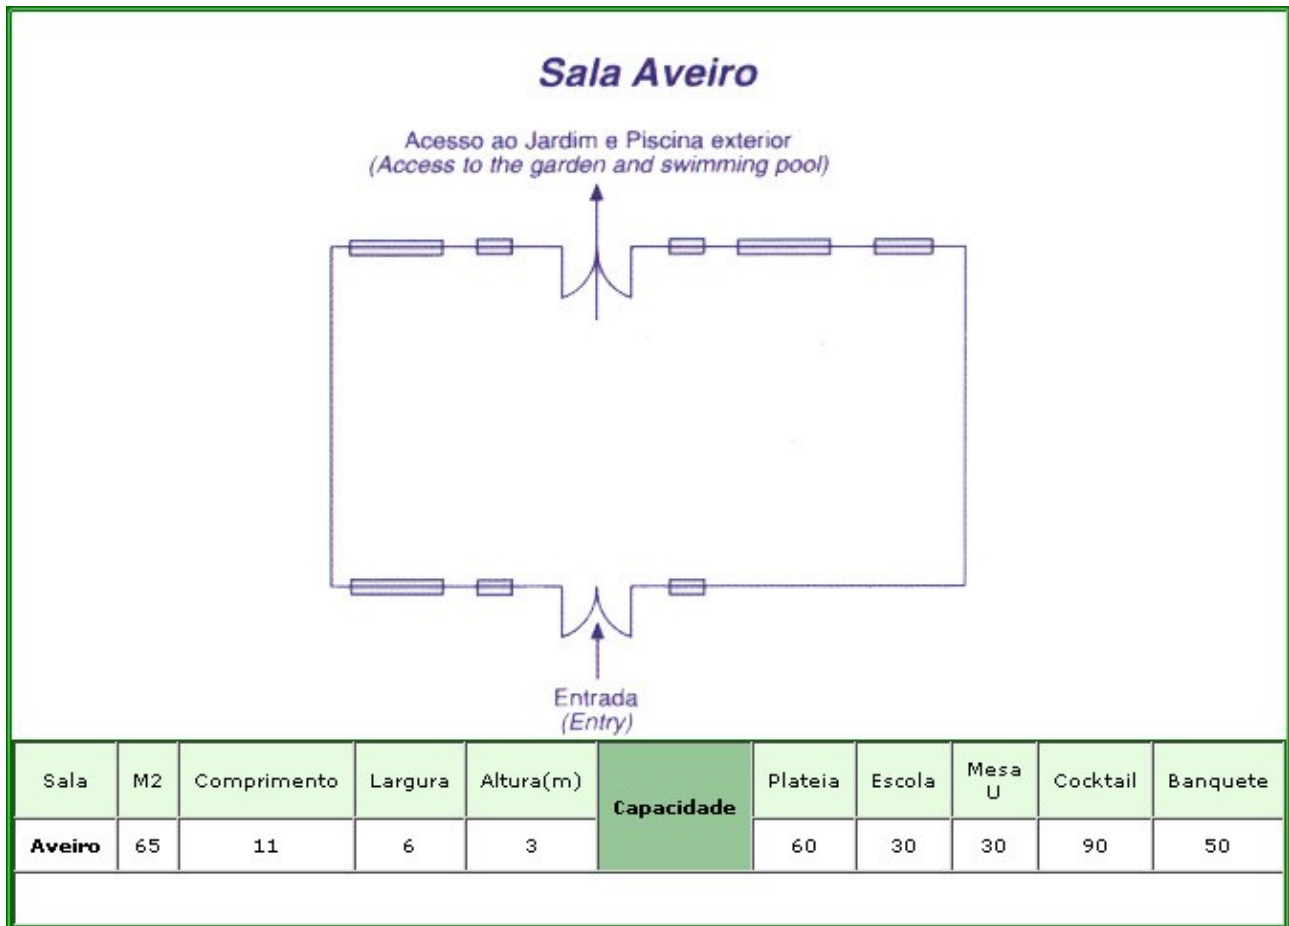 Sala Aveiro
Acesso ao Jardim e Piscina exterior
(Access to the garden and swimming pool)
Entrada
(Entry)
Sala M2 Comprimento Largura Altura(m) Capacidade Plateia Escola Mesa U Cocktail Banquete
Aveiro 65 11 6 3 60 30 30 90 50